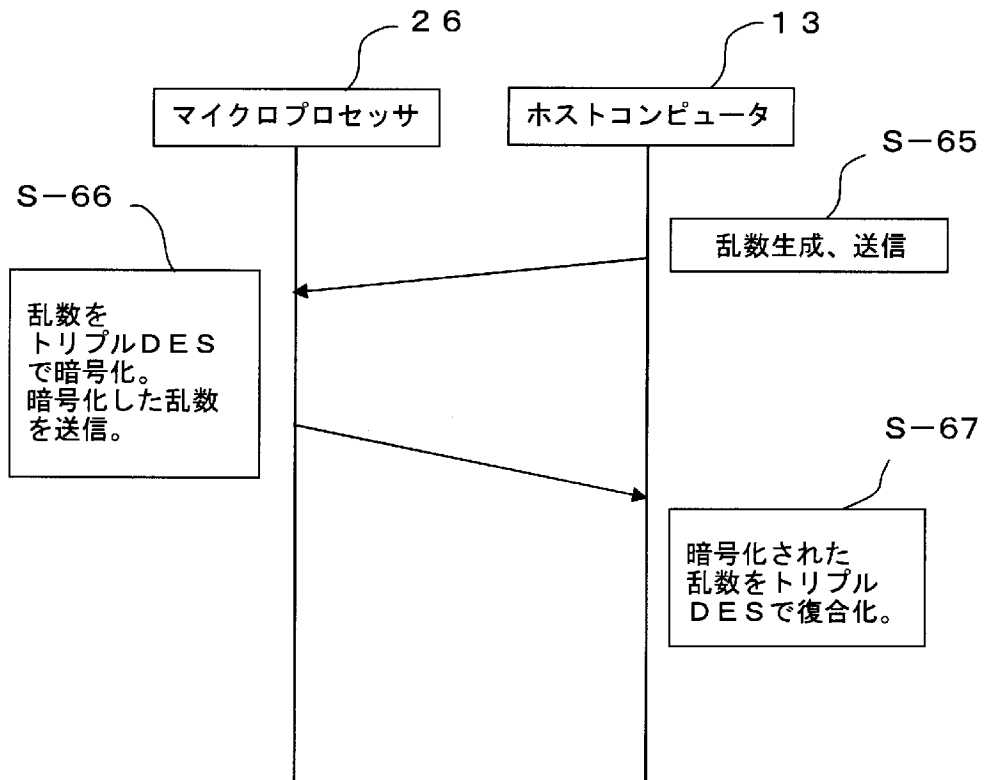 ２６
１３
マイクロプロセッサ
ホストコンピュータ
S－65
乱数生成、送信
S－66
乱数を
トリプルＤＥＳ
で暗号化。
暗号化した乱数
を送信。
S－67
暗号化された
乱数をトリプル
ＤＥＳで復合化。